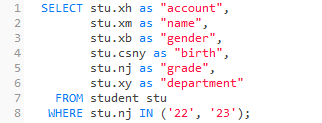 1 SELECT stu.xh as "account",
2 stu.xm as "name",
3 stu.xb as "gender",
4 stu.csny as "birth",
5 stu.nj as "grade",
6 stu.xy as "department"
7 FROM student stu
8 WHERE stu.nj IN ('22', '23');